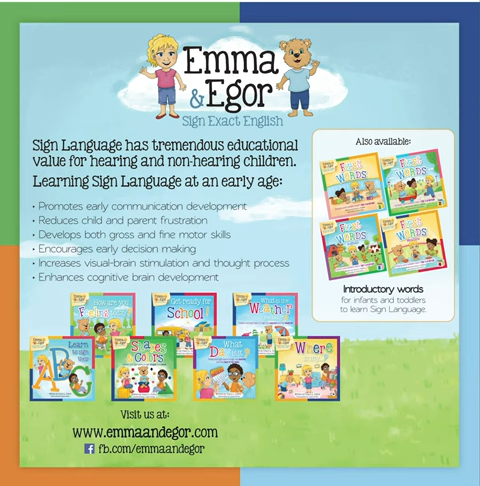 Emma
& Egor
Sign Exact English
Sign Language has tremendous educational
value for hearing and non-hearing children.
Learning Sign Language at an early age:
• Promotes early communication development
• Reduces child and parent frustration
• Develops both gross and fine motor skills
• Encourages early decision making
• Increases visual-brain stimulation and thought process
• Enhances cognitive brain development
Also available:
First
WORDS
First
WORDS
First
WORDS
First
WORDS
Introductory words
for infants and toddlers
to learn Sign Language.
How are you
Feeling
Get ready for
School!
What is the
Weather?
Learn
to sign
your
ABC
Shapes
& Colors
What
Day
Where
Visit us at:
www.emmaandegor.com
fb.com/emmaandegor